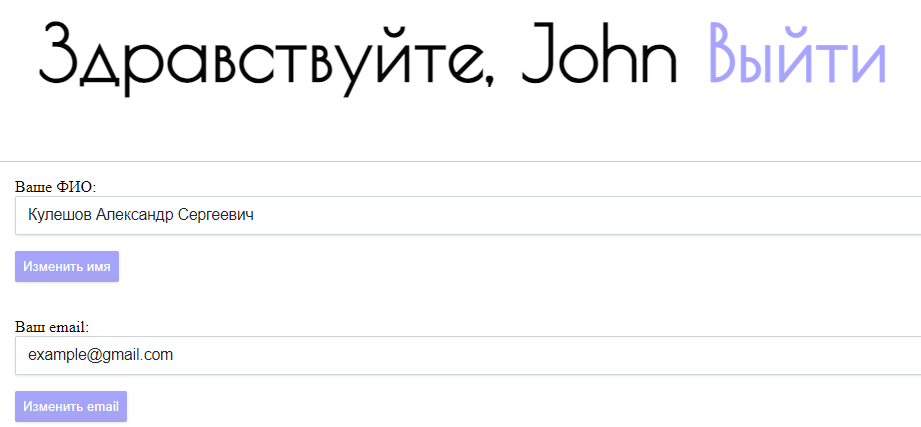 Здравствуйте, John Выйти
Ваше ФИО:
Кулешов Александр Сергеевич
Изменить имя
Ваш email:
example@gmail.com
Изменить email